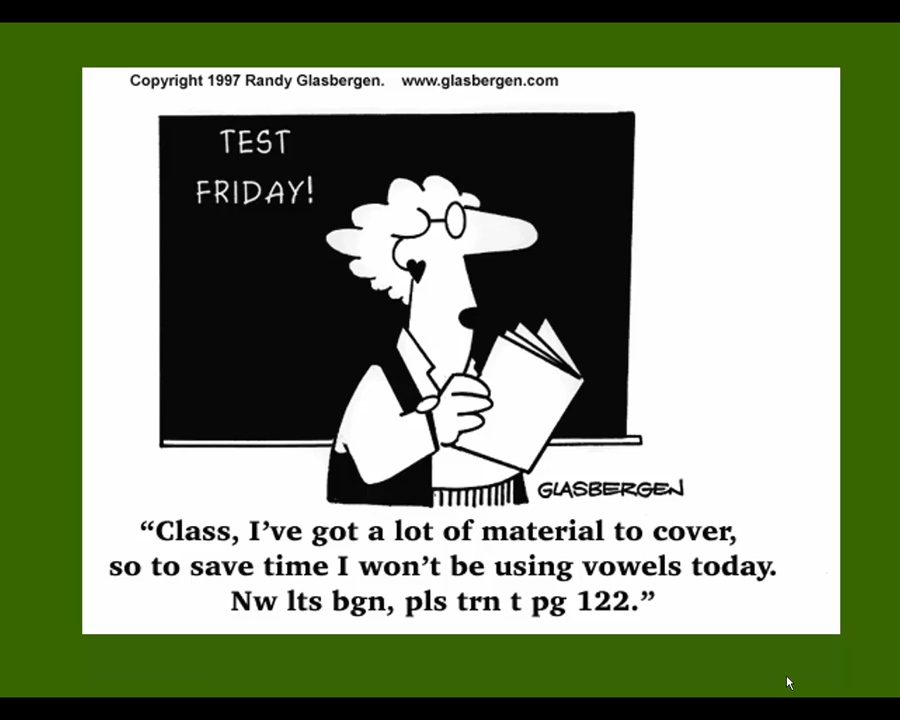 Copyright 1997 Randy Glasbergen. www.glasbergen.com
TEST
FRIDAY!
GLASBERGEN
“Class, I’ve got a lot of material to cover,
so to save time I won’t be using vowels today.
Nw lts bgn, pls trn t pg 122.”